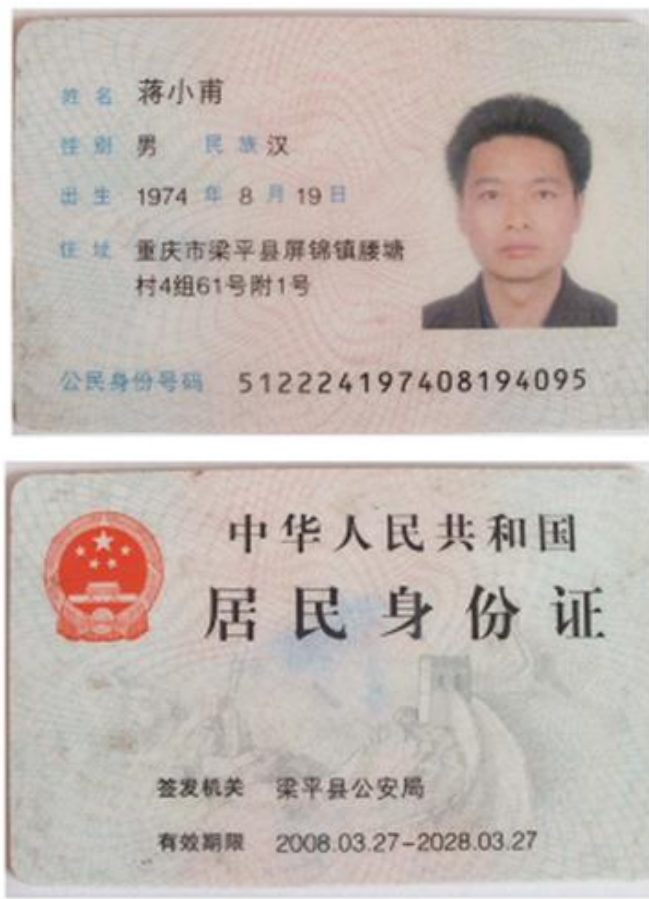 姓名 蒋小甫
性别 男 民族 汉
出生 1974 年 8 月 19 日
住址 重庆市梁平县屏锦镇腰塘
村4组61号附1号
公民身份号码 512224197408194095
中华人民共和国
居民身份证
签发机关 梁平县公安局
有效期限 2008.03.27-2028.03.27